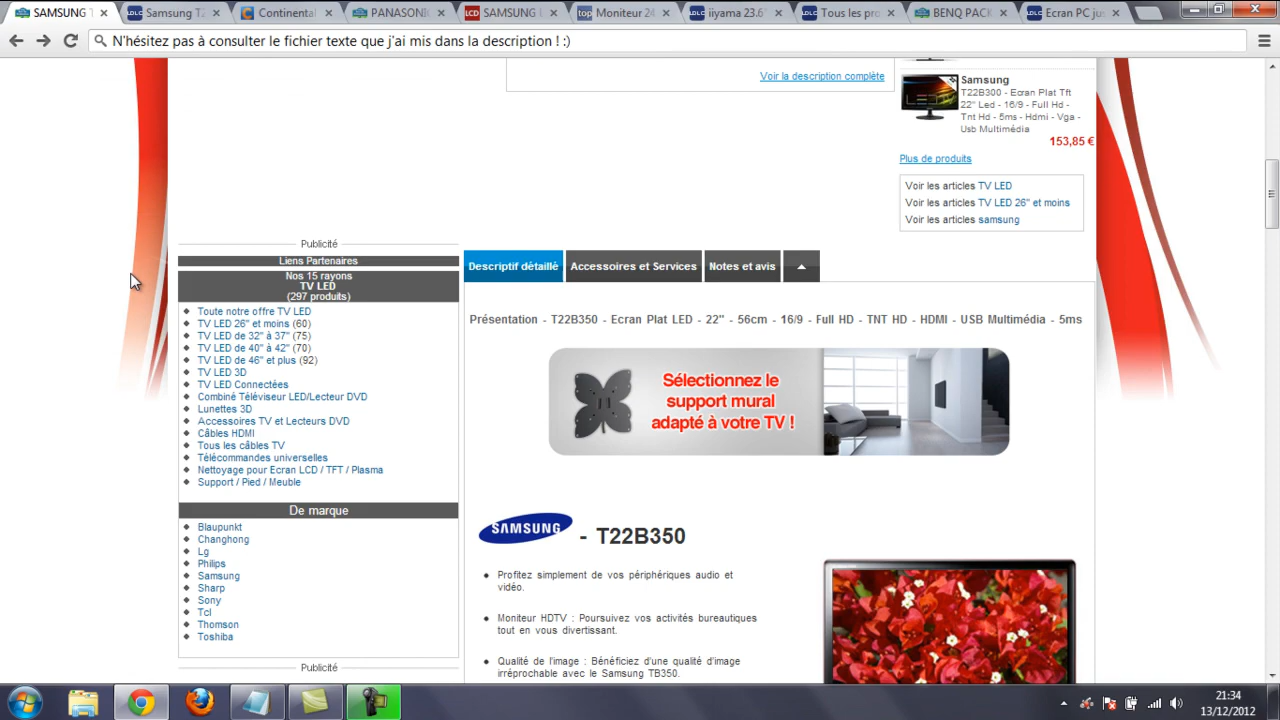 SAMSUNG T
Samsung T2
Continental
PANASONIC
SAMSUNG L
Moniteur 24
iiyama 23.6"
Tous les pro
BENQ PACK
Ecran PC jus
N'hésitez pas à consulter le fichier texte que j'ai mis dans la description ! :)
Voir la description complète
Samsung
T22B300 - Ecran Plat Tft
22" Led - 16/9 - Full Hd -
Tnt Hd - 5ms - Hdmi - Vga -
Usb Multimédia
153,85 €
Plus de produits
Voir les articles TV LED
Voir les articles TV LED 26" et moins
Voir les articles samsung
Publicité
Liens Partenaires
Nos 15 rayons
TV LED
(297 produits)
Toute notre offre TV LED
TV LED 26" et moins (60)
TV LED de 32" à 37" (75)
TV LED de 40" à 42" (70)
TV LED de 46" et plus (92)
TV LED 3D
TV LED Connectées
Combiné Téléviseur LED/Lecteur DVD
Lunettes 3D
Accessoires TV et Lecteurs DVD
Câbles HDMI
Tous les câbles TV
Télécommandes universelles
Nettoyage pour Ecran LCD / TFT / Plasma
Support / Pied / Meuble
De marque
Blaupunkt
Changhong
Lg
Philips
Samsung
Sharp
Sony
Tcl
Thomson
Toshiba
Publicité
Descriptif détaillé
Accessoires et Services
Notes et avis
Présentation - T22B350 - Ecran Plat LED - 22" - 56cm - 16/9 - Full HD - TNT HD - HDMI - USB Multimédia - 5ms
Sélectionnez le
support mural
adapté à votre TV !
SAMSUNG - T22B350
Profitez simplement de vos périphériques audio et
vidéo.
Moniteur HDTV : Poursuivez vos activités bureautiques
tout en vous divertissant.
Qualité de l'image : Bénéficiez d'une qualité d'image
irréprochable avec le Samsung TB350.
21:34
13/12/2012